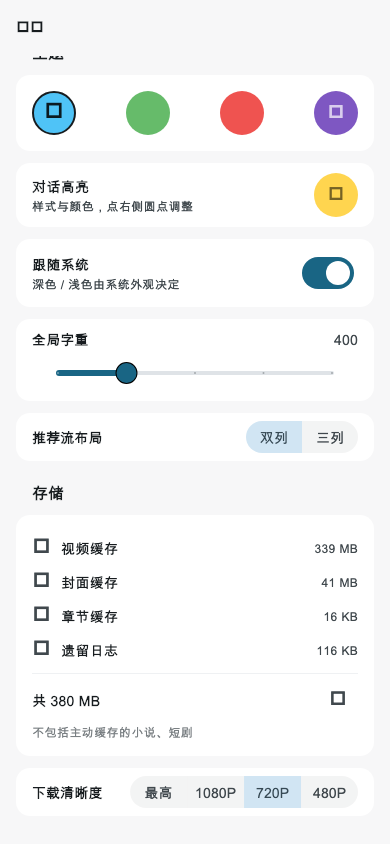 对话高亮
样式与颜色，点右侧圆点调整
跟随系统
深色 / 浅色由系统外观决定
全局字重 400
推荐流布局 双列 三列
存储
视频缓存 339 MB
封面缓存 41 MB
章节缓存 16 KB
遗留日志 116 KB
共 380 MB
不包括主动缓存的小说、短剧
下载清晰度 最高 1080P 720P 480P